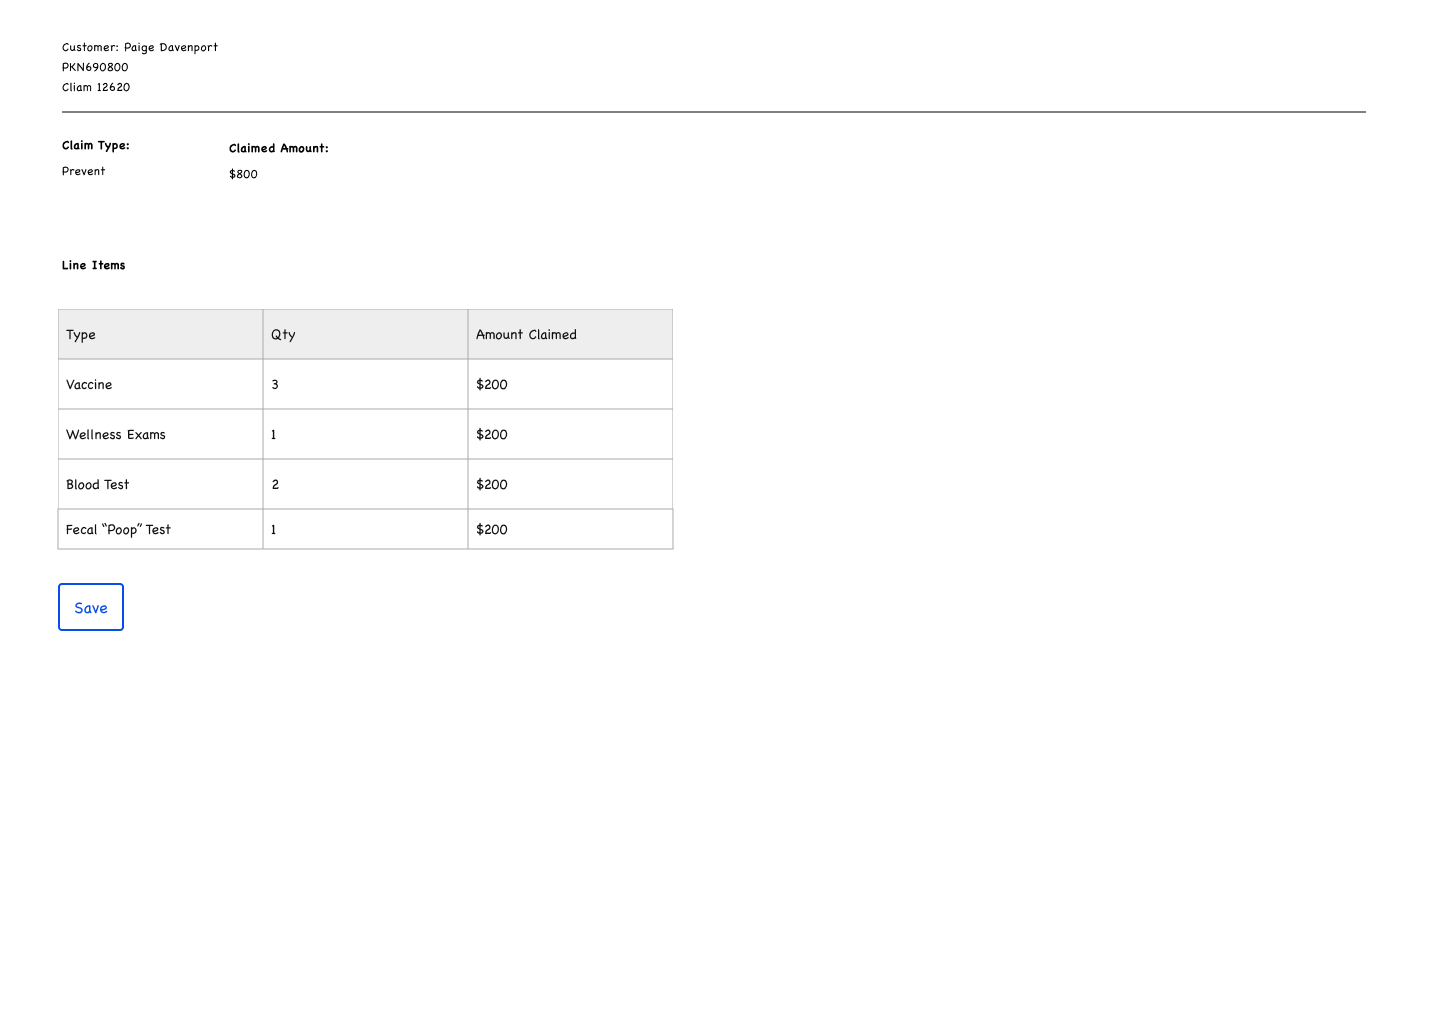 Customer: Paige Davenport
PKN690800
Cliam 12620
Claim Type:
Claimed Amount:
Prevent
$800
Line Items
Type Qty Amount Claimed
Vaccine 3 $200
Wellness Exams 1 $200
Blood Test 2 $200
Fecal “Poop” Test 1 $200
Save